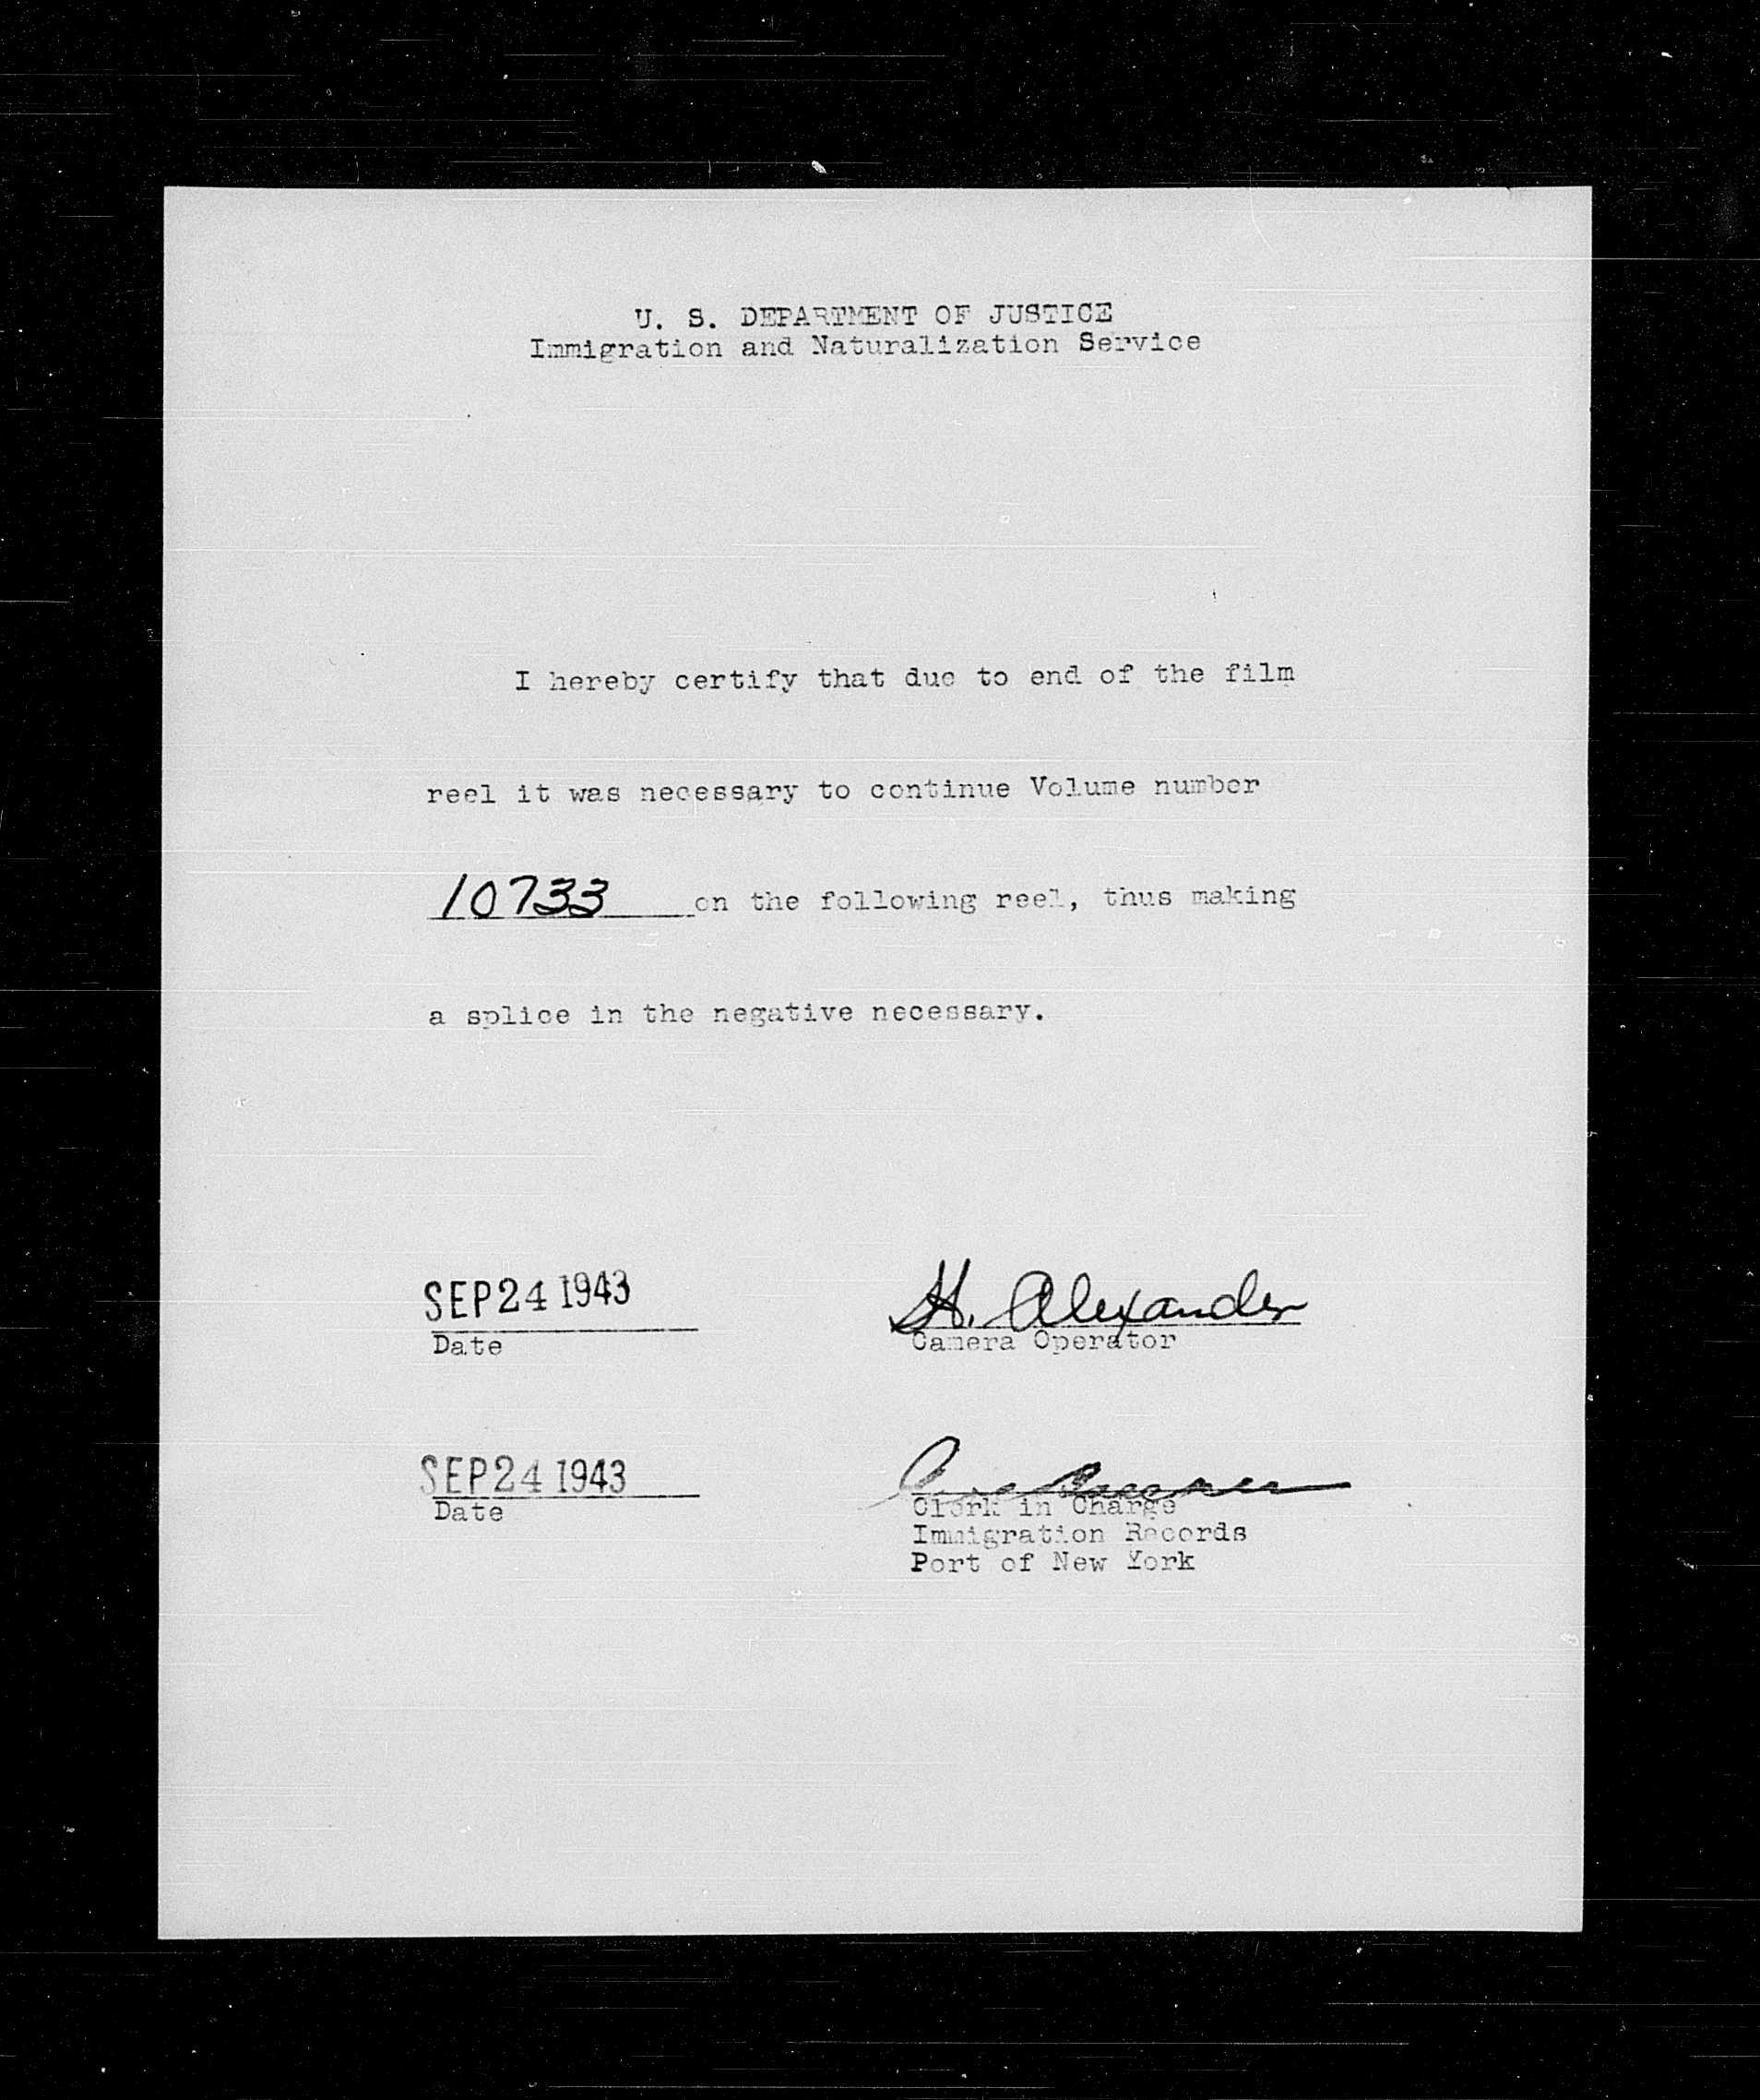 U. S. DEPARTMENT OF JUSTICE
Immigration and Naturalization Service
I hereby certify that due to end of the film
reel it was necessary to continue Volume number
10733 on the following reel, thus making
a splice in the negative necessary.
SEP 24 1943
Date
H. Alexander
Camera Operator
SEP 24 1943
Date
Clerk in Charge
Immigration Records
Port of New York